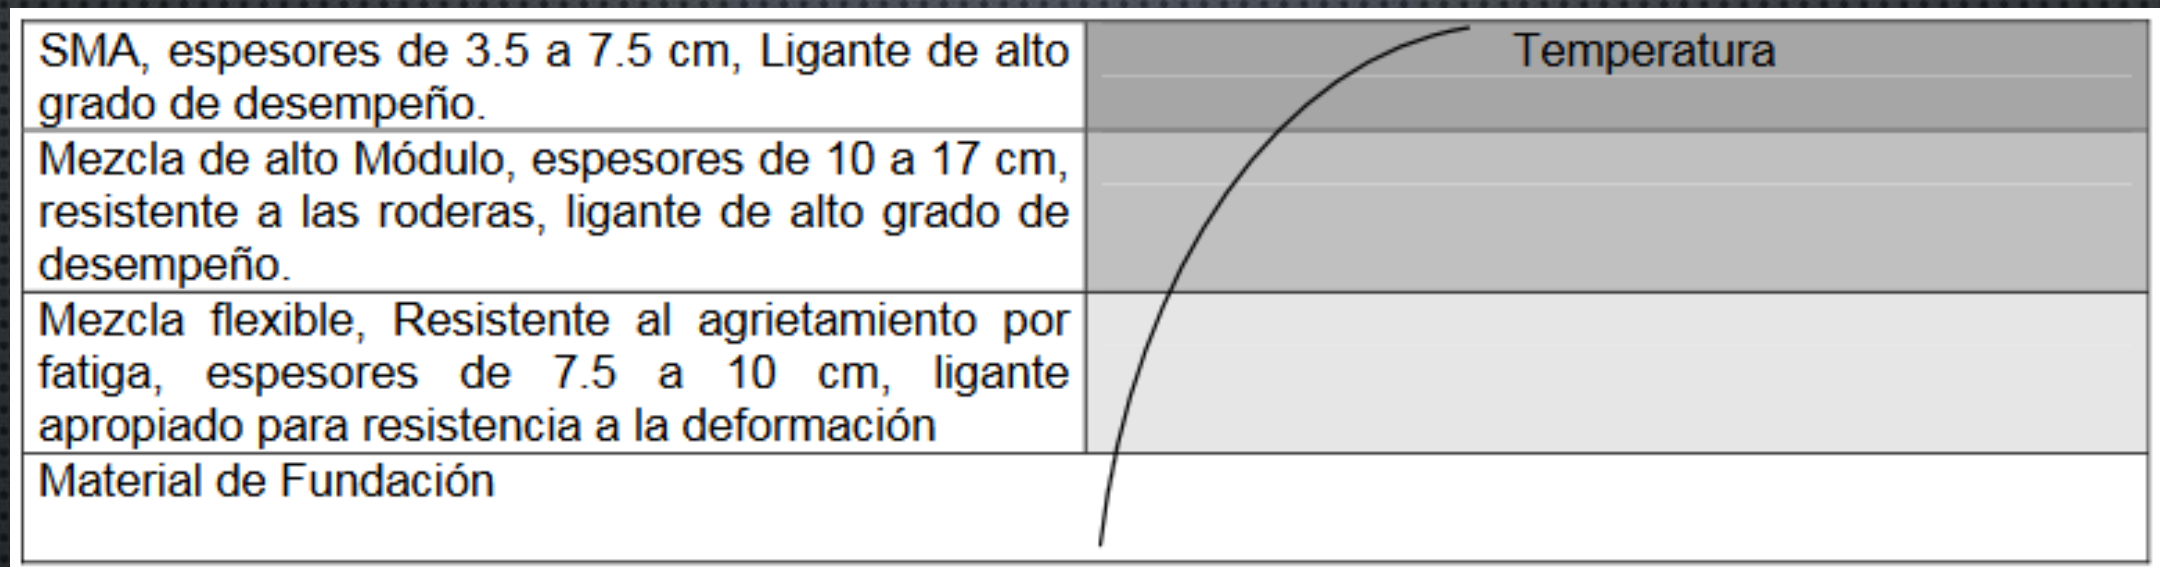 SMA, espesores de 3.5 a 7.5 cm, Ligante de alto
grado de desempeño.
Temperatura
Mezcla de alto Módulo, espesores de 10 a 17 cm,
resistente a las roderas, ligante de alto grado de
desempeño.
Mezcla flexible, Resistente al agrietamiento por
fatiga, espesores de 7.5 a 10 cm, ligante
apropiado para resistencia a la deformación
Material de Fundación